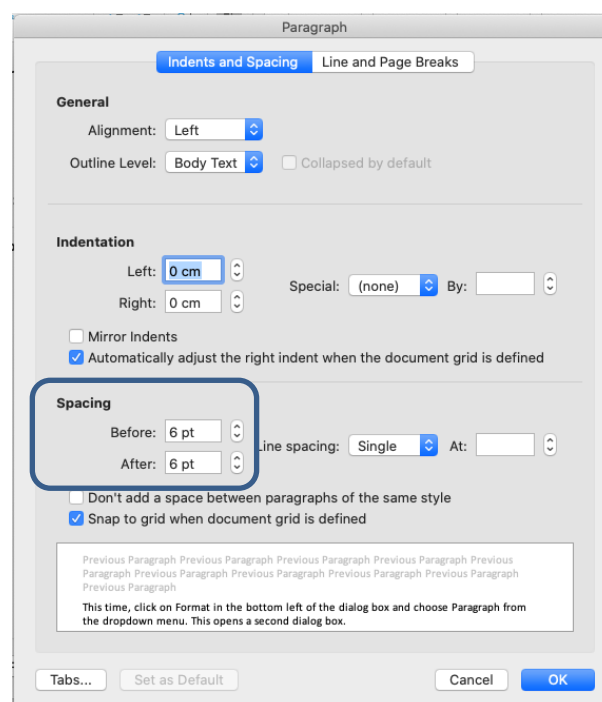 Paragraph
Indents and Spacing Line and Page Breaks
General
Alignment: Left
Outline Level: Body Text Collapsed by default
Indentation
Left: 0 cm
Special: (none) By:
Right: 0 cm
Mirror Indents
Automatically adjust the right indent when the document grid is defined
Spacing
Before: 6 pt
ine spacing: Single At:
After: 6 pt
Don't add a space between paragraphs of the same style
Snap to grid when document grid is defined
Previous Paragraph Previous Paragraph Previous Paragraph Previous Paragraph Previous
Paragraph Previous Paragraph Previous Paragraph Previous Paragraph Previous Paragraph
Previous Paragraph
This time, click on Format in the bottom left of the dialog box and choose Paragraph from
the dropdown menu. This opens a second dialog box.
Tabs... Set as Default Cancel OK